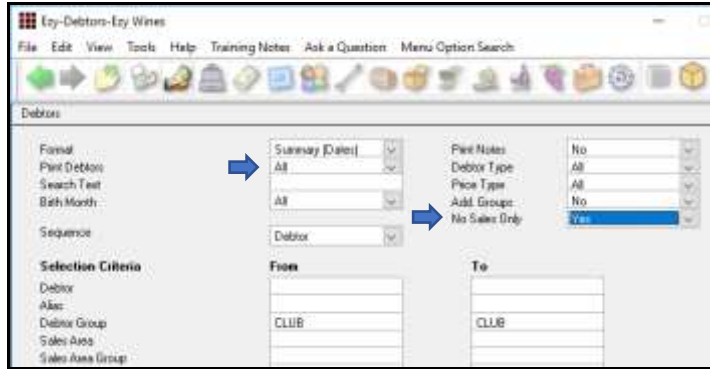 Ezy-Debtors-Ezy Wines
File Edit View Tools Help Training Notes Ask a Question Menu Option Search
Debtors
Format Summary (Dates) Print Notes No
Print Debtors All Debtor Type All
Search Text Price Type All
Birth Month All Add. Groups No
No Sales Only Yes
Sequence Debtor
Selection Criteria From To
Debtor
Alias
Debtor Group CLUB CLUB
Sales Area
Sales Area Group